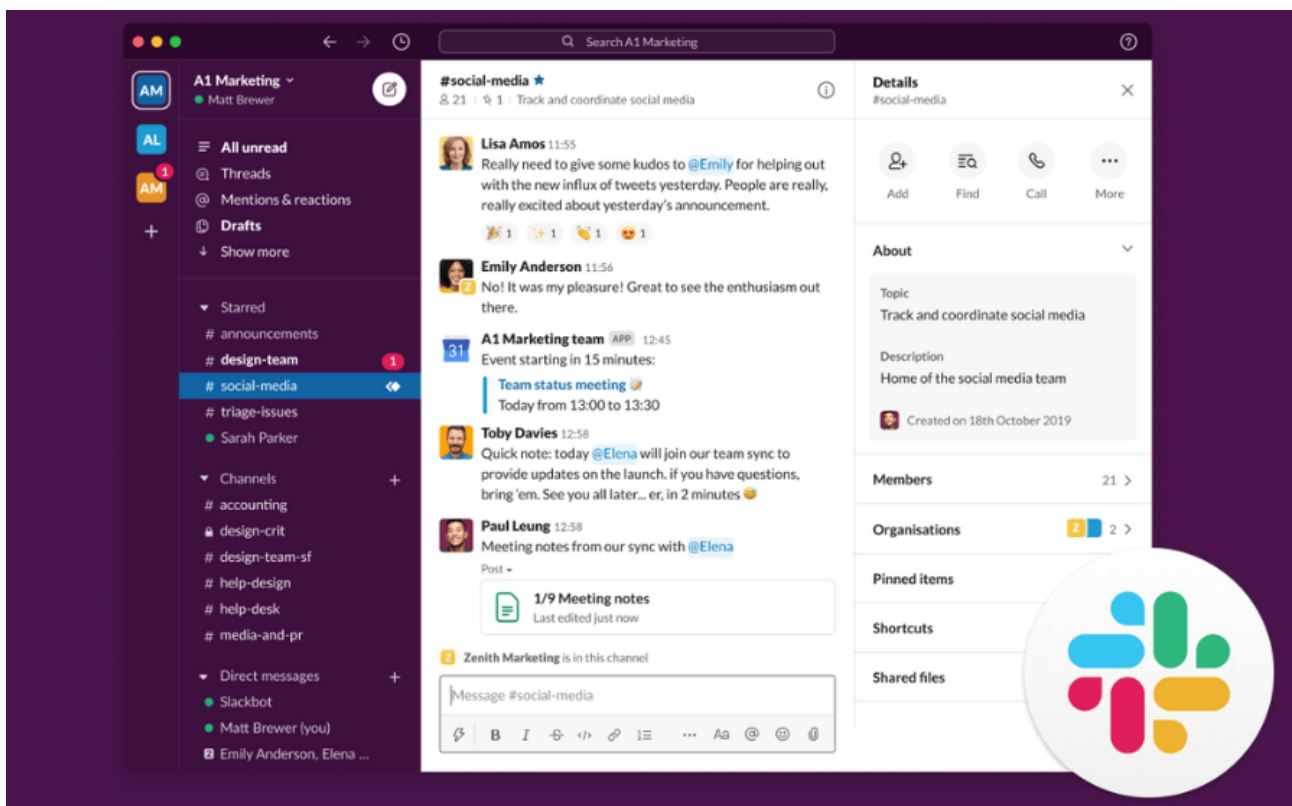 Search A1 Marketing
AM
AL
AM
1
A1 Marketing
Matt Brewer
All unread
Threads
Mentions & reactions
Drafts
Show more
Starred
# announcements
# design-team 1
# social-media
# triage-issues
Sarah Parker
Channels +
# accounting
design-crit
# design-team-sf
# help-design
# help-desk
# media-and-pr
Direct messages +
Slackbot
Matt Brewer (you)
2 Emily Anderson, Elena ...
#social-media
21 | 1 | Track and coordinate social media
Lisa Amos 11:55
Really need to give some kudos to @Emily for helping out
with the new influx of tweets yesterday. People are really,
really excited about yesterday's announcement.
🎉 1 ✨ 1 👏 1 😍 1
Emily Anderson 11:56
Z
No! It was my pleasure! Great to see the enthusiasm out
there.
31
A1 Marketing team APP 12:45
Event starting in 15 minutes:
Team status meeting 📝
Today from 13:00 to 13:30
Toby Davies 12:58
Quick note: today @Elena will join our team sync to
provide updates on the launch. if you have questions,
bring 'em. See you all later... er, in 2 minutes 😅
Paul Leung 12:58
Meeting notes from our sync with @Elena
Post
1/9 Meeting notes
Last edited just now
Z Zenith Marketing is in this channel
Message #social-media
B I S </> ... Aa @
Details
#social-media
Add Find Call More
About
Topic
Track and coordinate social media
Description
Home of the social media team
Created on 18th October 2019
Members 21 >
Organisations Z 2 >
Pinned items
Shortcuts
Shared files